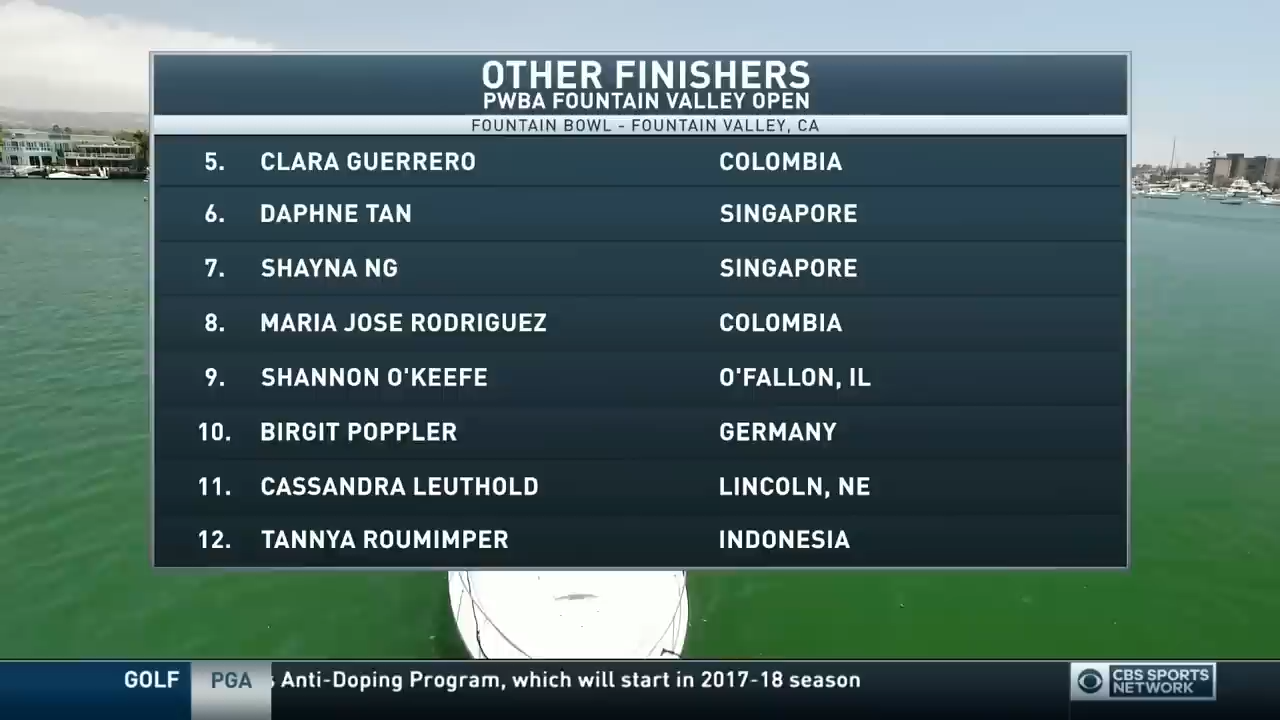 OTHER FINISHERS
PWBA FOUNTAIN VALLEY OPEN
FOUNTAIN BOWL - FOUNTAIN VALLEY, CA
5. CLARA GUERRERO COLOMBIA
6. DAPHNE TAN SINGAPORE
7. SHAYNA NG SINGAPORE
8. MARIA JOSE RODRIGUEZ COLOMBIA
9. SHANNON O'KEEFE O'FALLON, IL
10. BIRGIT POPPLER GERMANY
11. CASSANDRA LEUTHOLD LINCOLN, NE
12. TANNYA ROUMIMPER INDONESIA
GOLF PGA Anti-Doping Program, which will start in 2017-18 season
CBS SPORTS
NETWORK